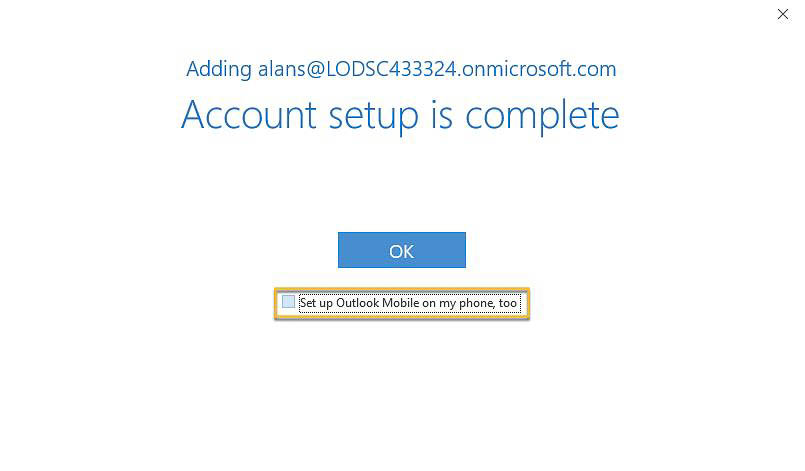 Adding alans@LODSC433324.onmicrosoft.com
Account setup is complete
OK
Set up Outlook Mobile on my phone, too